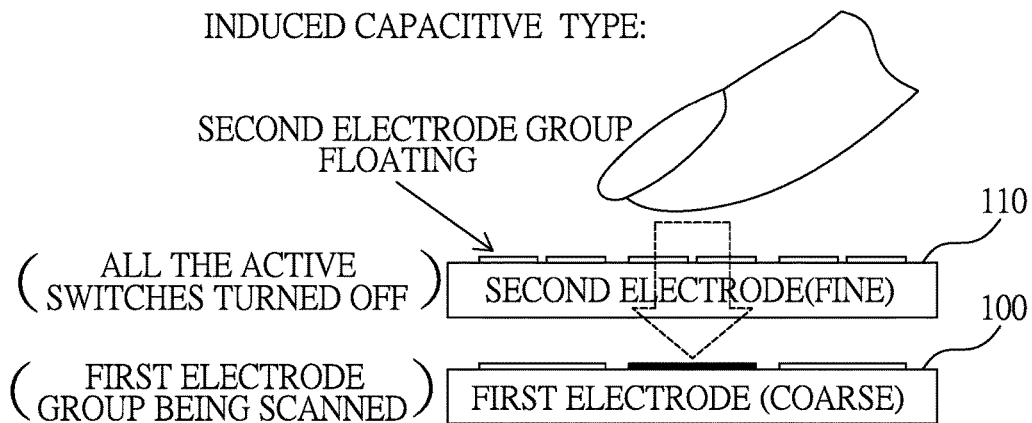 INDUCED CAPACITIVE TYPE:
SECOND ELECTRODE GROUP
FLOATING
110
( ALL THE ACTIVE
SWITCHES TURNED OFF )
SECOND ELECTRODE(FINE)
100
( FIRST ELECTRODE
GROUP BEING SCANNED )
FIRST ELECTRODE (COARSE)